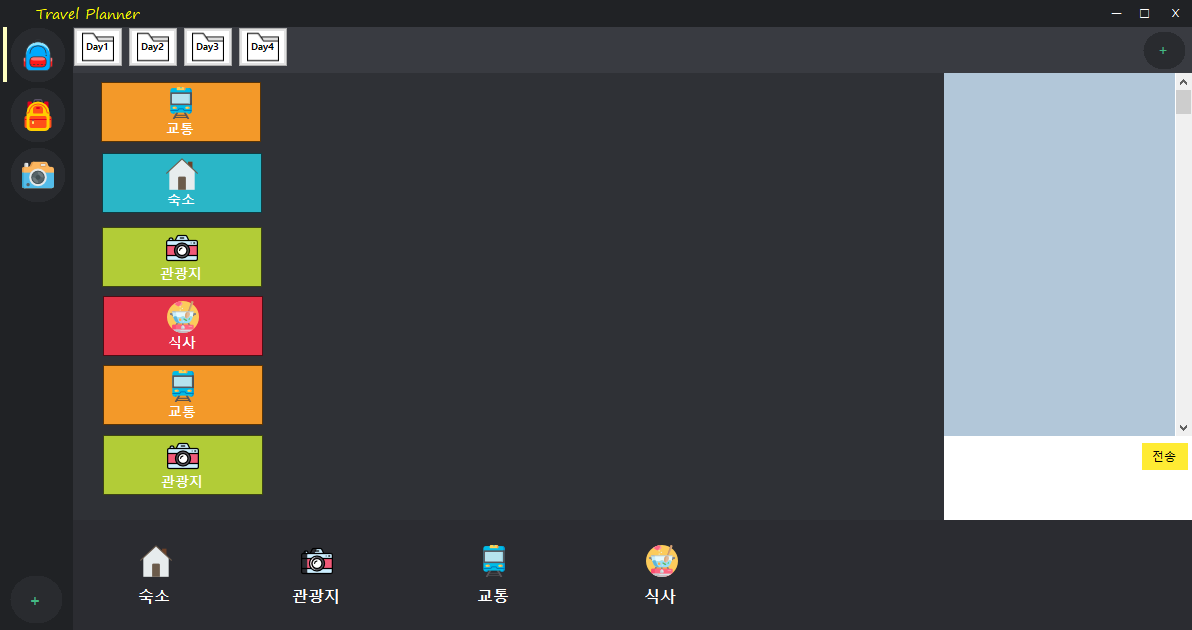 Travel Planner
Day1 Day2 Day3 Day4
+
교통
숙소
관광지
식사
교통
관광지
전송
숙소 관광지 교통 식사
+